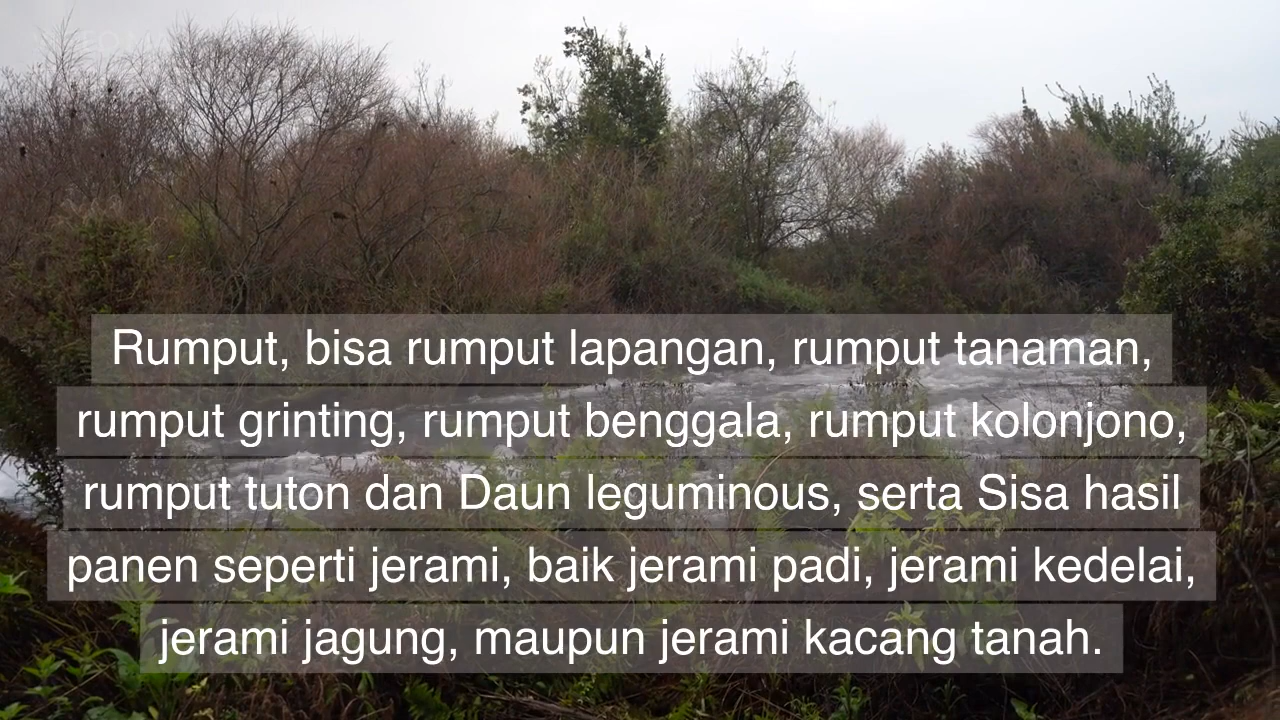 Rumput, bisa rumput lapangan, rumput tanaman,
rumput grinting, rumput benggala, rumput kolonjono,
rumput tuton dan Daun leguminous, serta Sisa hasil
panen seperti jerami, baik jerami padi, jerami kedelai,
jerami jagung, maupun jerami kacang tanah.